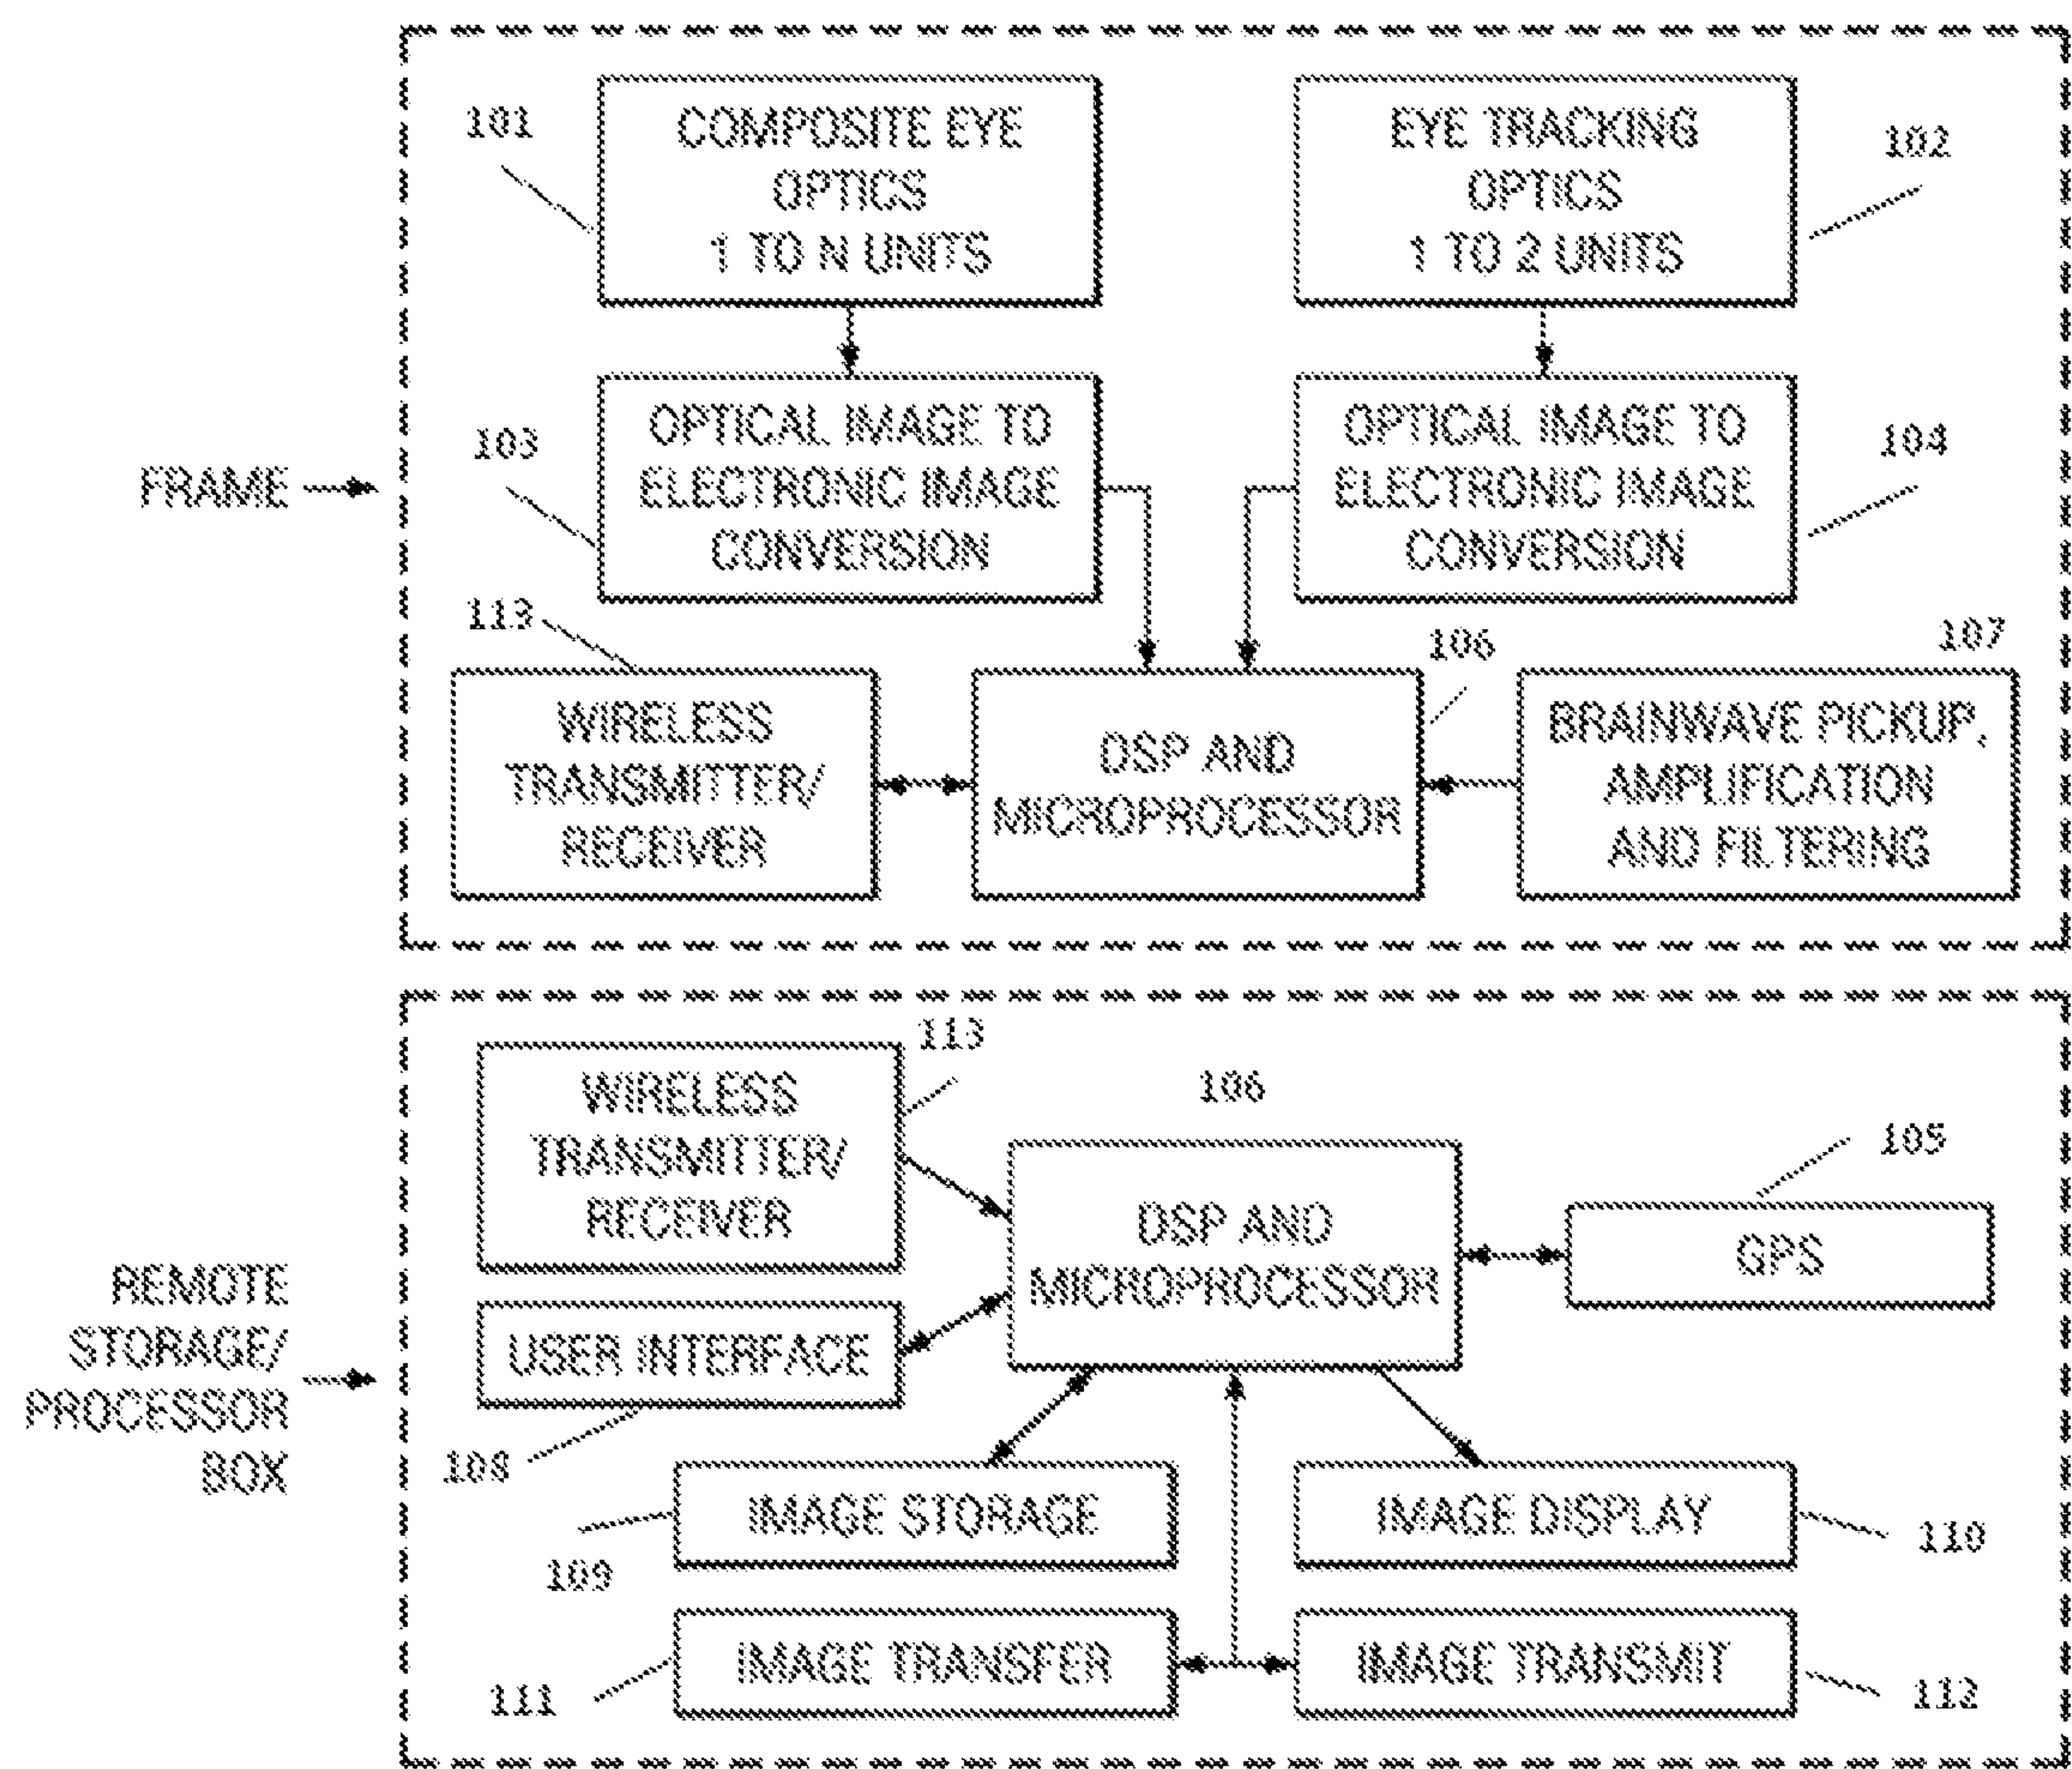 101
COMPOSITE EYE
OPTICS
1 TO N UNITS
EYE TRACKING
OPTICS
1 TO 2 UNITS
102
FRAME
103
OPTICAL IMAGE TO
ELECTRONIC IMAGE
CONVERSION
OPTICAL IMAGE TO
ELECTRONIC IMAGE
CONVERSION
104
113
WIRELESS
TRANSMITTER/
RECEIVER
106
DSP AND
MICROPROCESSOR
107
BRAINWAVE PICKUP,
AMPLIFICATION
AND FILTERING
REMOTE
STORAGE/
PROCESSOR
BOX
113
WIRELESS
TRANSMITTER/
RECEIVER
106
DSP AND
MICROPROCESSOR
105
GPS
USER INTERFACE
108
IMAGE STORAGE
109
IMAGE DISPLAY
110
IMAGE TRANSFER
111
IMAGE TRANSMIT
112